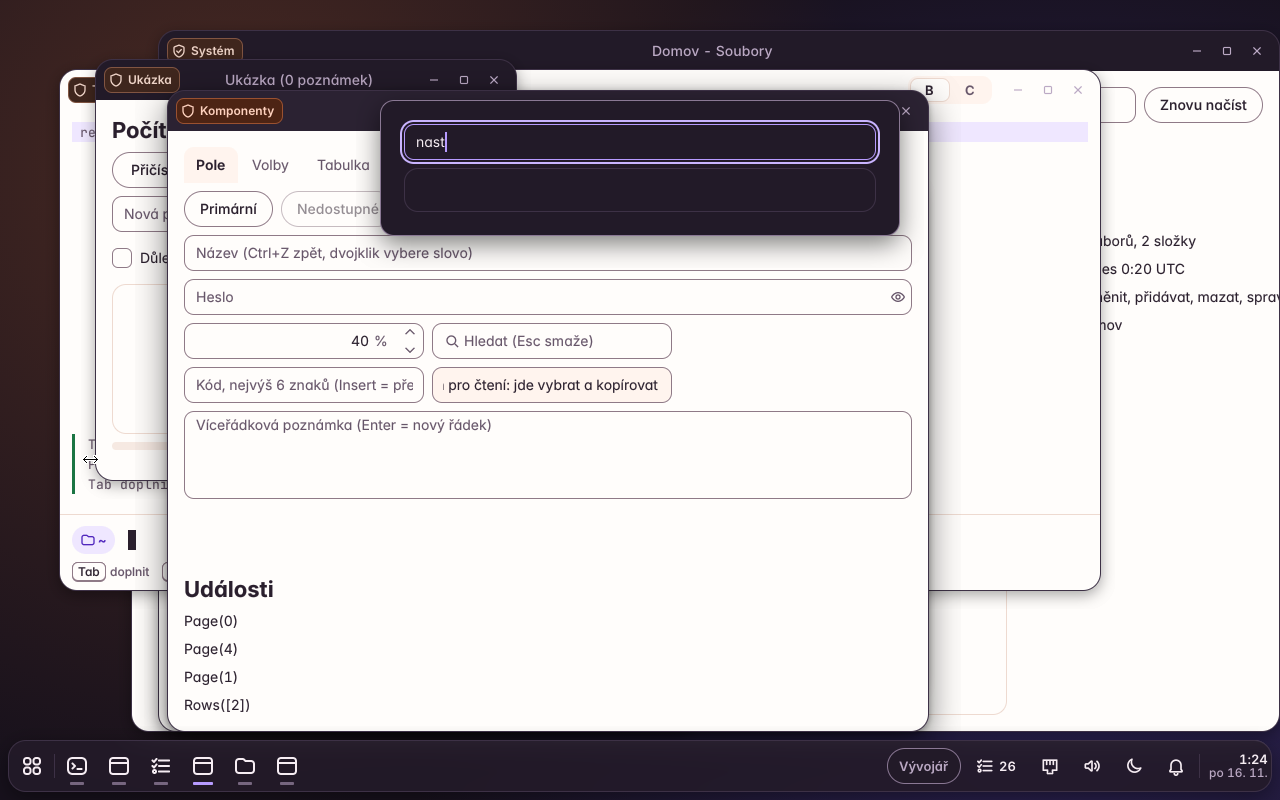 Systém
Domov - Soubory
Ukázka
Ukázka (0 poznámek)
B
C
Komponenty
Znovu načíst
nast
re
Počít
Přičís
Nová p
Důle
Pole
Volby
Tabulka
Primární
Nedostupné
Název (Ctrl+Z zpět, dvojklik vybere slovo)
borů, 2 složky
es 0:20 UTC
Heslo
ěnit, přidávat, mazat, sprav
nov
40 %
Hledat (Esc smaže)
Kód, nejvýš 6 znaků (Insert = pře
pro čtení: jde vybrat a kopírovat
Víceřádková poznámka (Enter = nový řádek)
Tab doplni
~
Tab doplnit
Události
Page(0)
Page(4)
Page(1)
Rows([2])
Vývojář
26
1:24
po 16. 11.